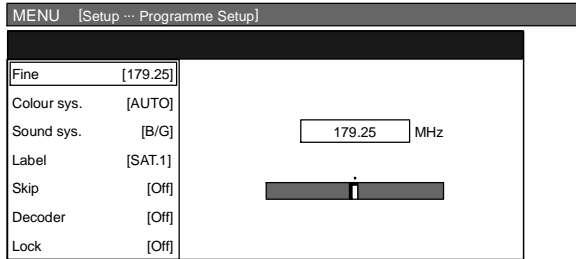 MENU [Setup ··· Programme Setup]
Fine [179.25]
Colour sys. [AUTO]
Sound sys. [B/G]
179.25 MHz
Label [SAT.1]
Skip [Off]
Decoder [Off]
Lock [Off]